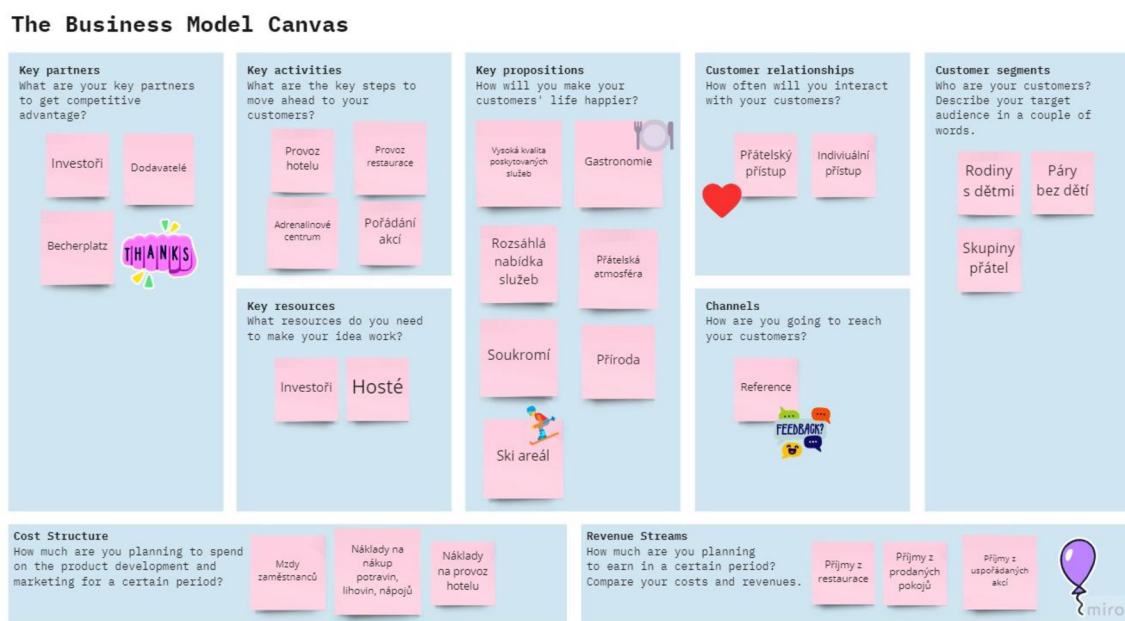 The Business Model Canvas
Key partners
What are your key partners
to get competitive
advantage?
Investoři
Dodavatelé
Becherplatz
THANKS
Key activities
What are the key steps to
move ahead to your
customers?
Provoz
hotelu
Provoz
restaurace
Adrenalinové
centrum
Pořádání
akcí
Key resources
What resources do you need
to make your idea work?
Investoři
Hosté
Key propositions
How will you make your
customers' life happier?
Vysoká kvalita
poskytovaných
služeb
Gastronomie
Rozsáhlá
nabídka
služeb
Přátelská
atmosféra
Soukromí
Příroda
Ski areál
Customer relationships
How often will you interact
with your customers?
Přátelský
přístup
Indiviuální
přístup
Channels
How are you going to reach
your customers?
Reference
FEEDBACK?
Customer segments
Who are your customers?
Describe your target
audience in a couple of
words.
Rodiny
s dětmi
Páry
bez dětí
Skupiny
přátel
Cost Structure
How much are you planning to spend
on the product development and
marketing for a certain period?
Mzdy
zaměstnanců
Náklady na
nákup
potravin,
lihovin, nápojů
Náklady
na provoz
hotelu
Revenue Streams
How much are you planning
to earn in a certain period?
Compare your costs and revenues.
Příjmy z
restaurace
Příjmy z
prodaných
pokojů
Příjmy z
uspořádaných
akcí
miro